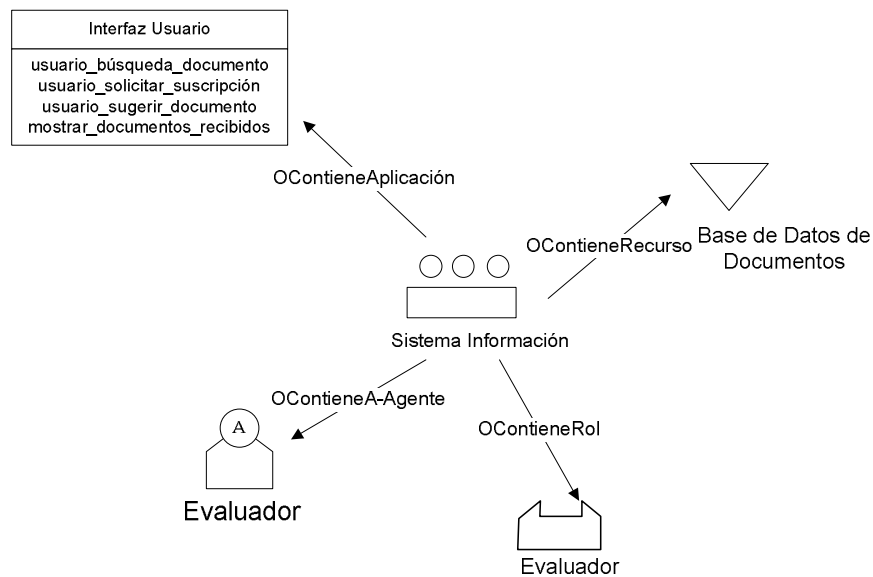 Interfaz Usuario
usuario_búsqueda_documento
usuario_solicitar_suscripción
usuario_sugerir_documento
mostrar_documentos_recibidos
OContieneAplicación
OContieneRecurso
Base de Datos de
Documentos
Sistema Información
OContieneA-Agente
OContieneRol
A
Evaluador
Evaluador